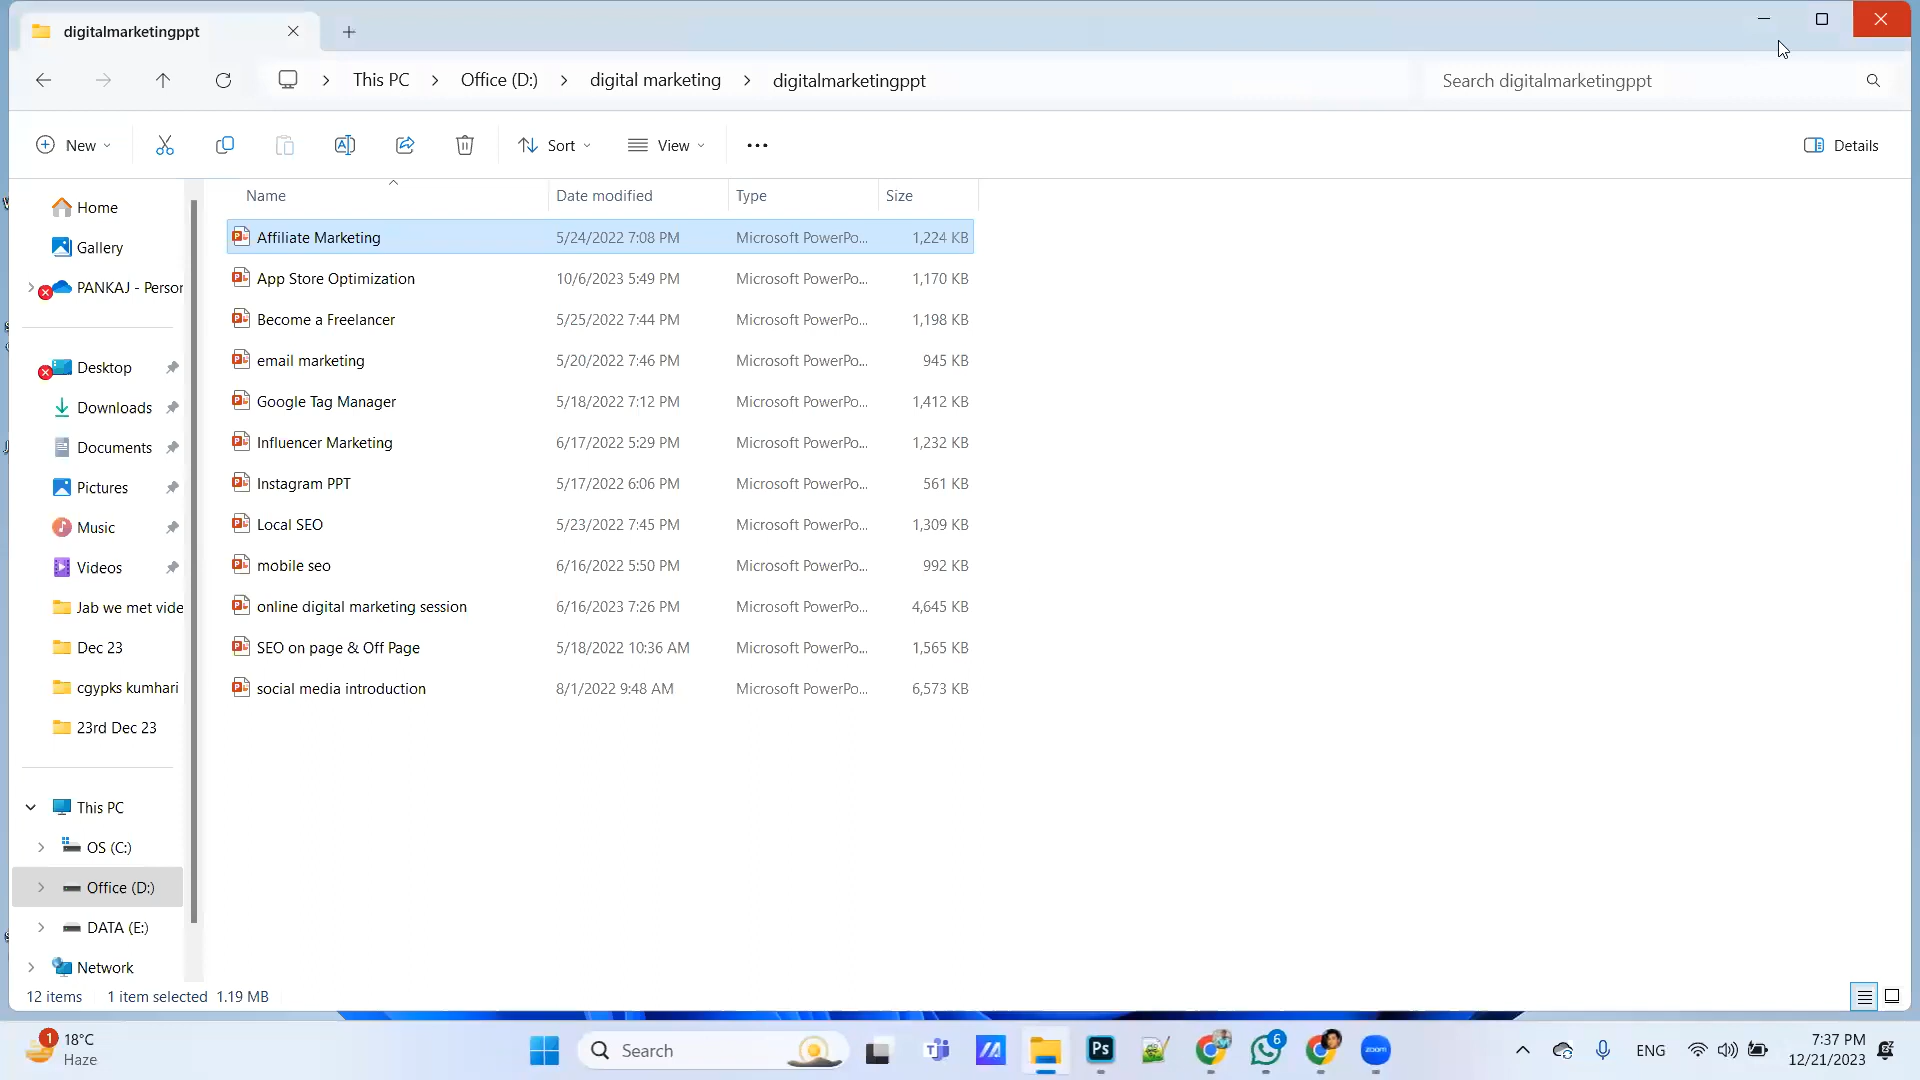 digitalmarketingppt
This PC
Office (D:)
digital marketing
digitalmarketingppt
Search digitalmarketingppt
New
Sort
View
Details
Name
Date modified
Type
Size
Home
Gallery
PANKAJ - Persor
Desktop
Downloads
Documents
Pictures
Music
Videos
Jab we met vide
Dec 23
cgypks kumhari
23rd Dec 23
This PC
OS (C:)
Office (D:)
DATA (E:)
Network
Affiliate Marketing 5/24/2022 7:08 PM Microsoft PowerPo... 1,224 KB
App Store Optimization 10/6/2023 5:49 PM Microsoft PowerPo... 1,170 KB
Become a Freelancer 5/25/2022 7:44 PM Microsoft PowerPo... 1,198 KB
email marketing 5/20/2022 7:46 PM Microsoft PowerPo... 945 KB
Google Tag Manager 5/18/2022 7:12 PM Microsoft PowerPo... 1,412 KB
Influencer Marketing 6/17/2022 5:29 PM Microsoft PowerPo... 1,232 KB
Instagram PPT 5/17/2022 6:06 PM Microsoft PowerPo... 561 KB
Local SEO 5/23/2022 7:45 PM Microsoft PowerPo... 1,309 KB
mobile seo 6/16/2022 5:50 PM Microsoft PowerPo... 992 KB
online digital marketing session 6/16/2023 7:26 PM Microsoft PowerPo... 4,645 KB
SEO on page & Off Page 5/18/2022 10:36 AM Microsoft PowerPo... 1,565 KB
social media introduction 8/1/2022 9:48 AM Microsoft PowerPo... 6,573 KB
12 items 1 item selected 1.19 MB
1
18°C
Haze
Search
Ps
6
zoom
ENG
7:37 PM
12/21/2023